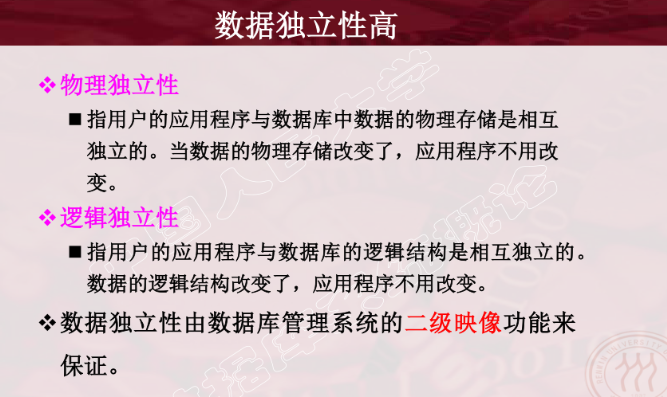 数据独立性高
❖物理独立性
■指用户的应用程序与数据库中数据的物理存储是相互
独立的。当数据的物理存储改变了，应用程序不用改
变。
❖逻辑独立性
■指用户的应用程序与数据库的逻辑结构是相互独立的。
数据的逻辑结构改变了，应用程序不用改变。
❖数据独立性由数据库管理系统的二级映像功能来
保证。